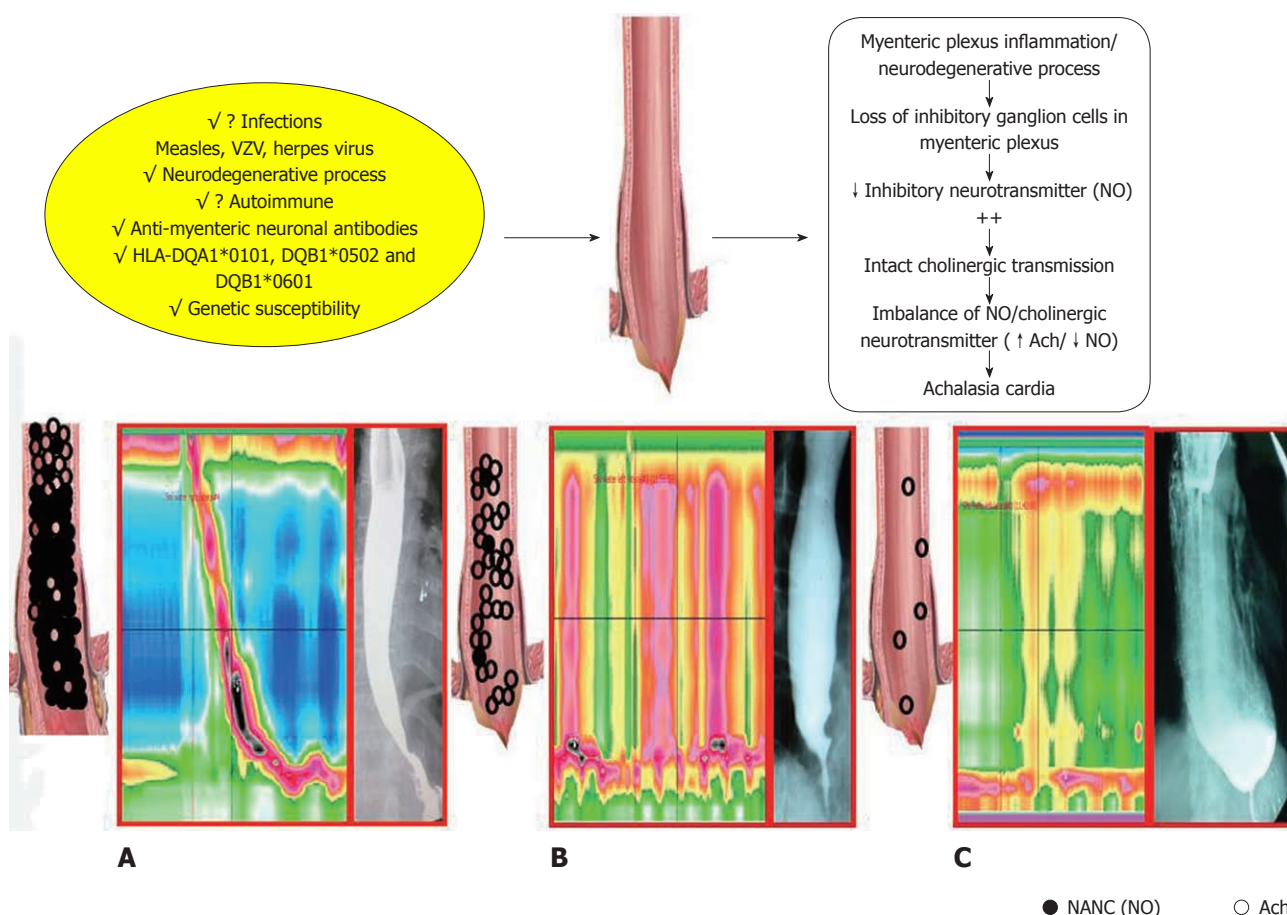 √ ? Infections
Measles, VZV, herpes virus
√ Neurodegenerative process
√ ? Autoimmune
√ Anti-myenteric neuronal antibodies
√ HLA-DQA1*0101, DQB1*0502 and
DQB1*0601
√ Genetic susceptibility
Myenteric plexus inflammation/
neurodegenerative process
Loss of inhibitory ganglion cells in
myenteric plexus
↓ Inhibitory neurotransmitter (NO)
++
Intact cholinergic transmission
Imbalance of NO/cholinergic
neurotransmitter ( ↑ Ach/ ↓ NO)
Achalasia cardia
A
B
C
● NANC (NO) ○ Ach